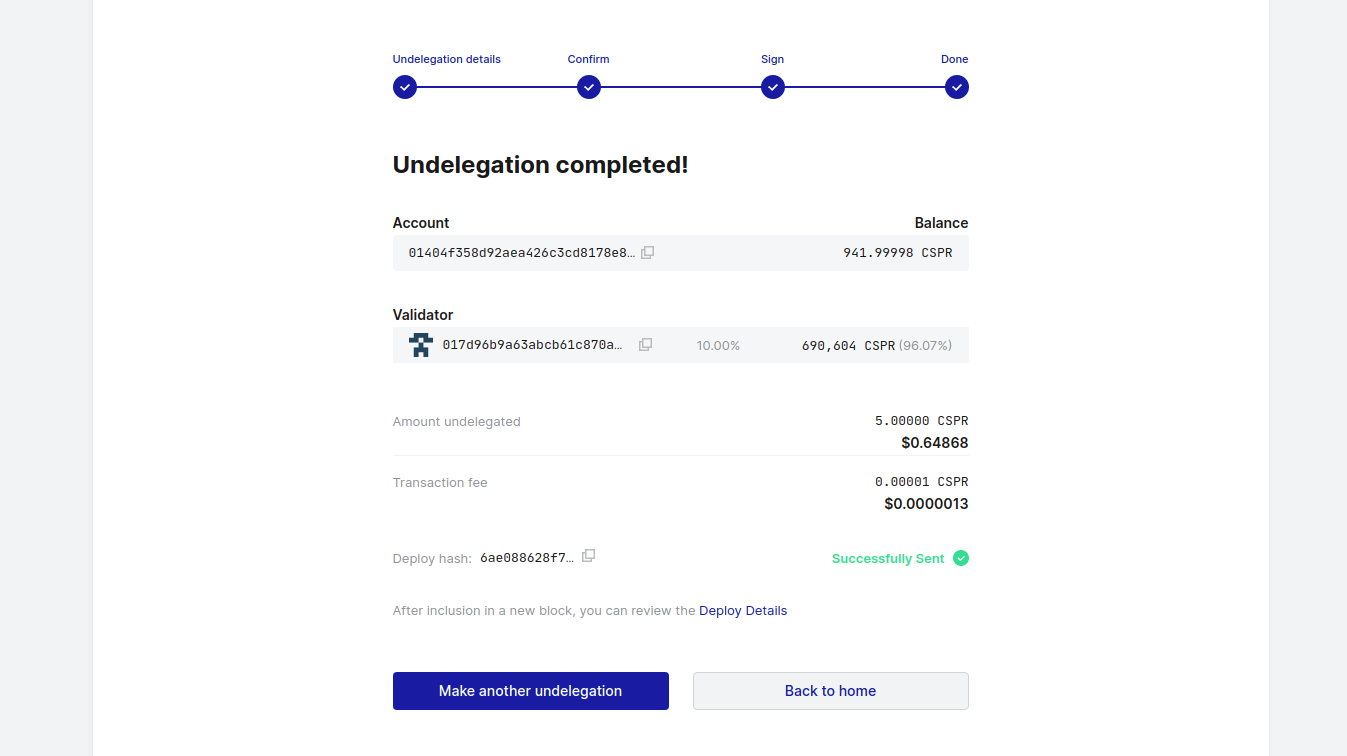 Undelegation details Confirm Sign Done
Undelegation completed!
Account Balance
01404f358d92aea426c3cd8178e8… 941.99998 CSPR
Validator
017d96b9a63abcb61c870a… 10.00% 690,604 CSPR (96.07%)
Amount undelegated 5.00000 CSPR
$0.64868
Transaction fee 0.00001 CSPR
$0.0000013
Deploy hash: 6ae088628f7… Successfully Sent
After inclusion in a new block, you can review the Deploy Details
Make another undelegation Back to home